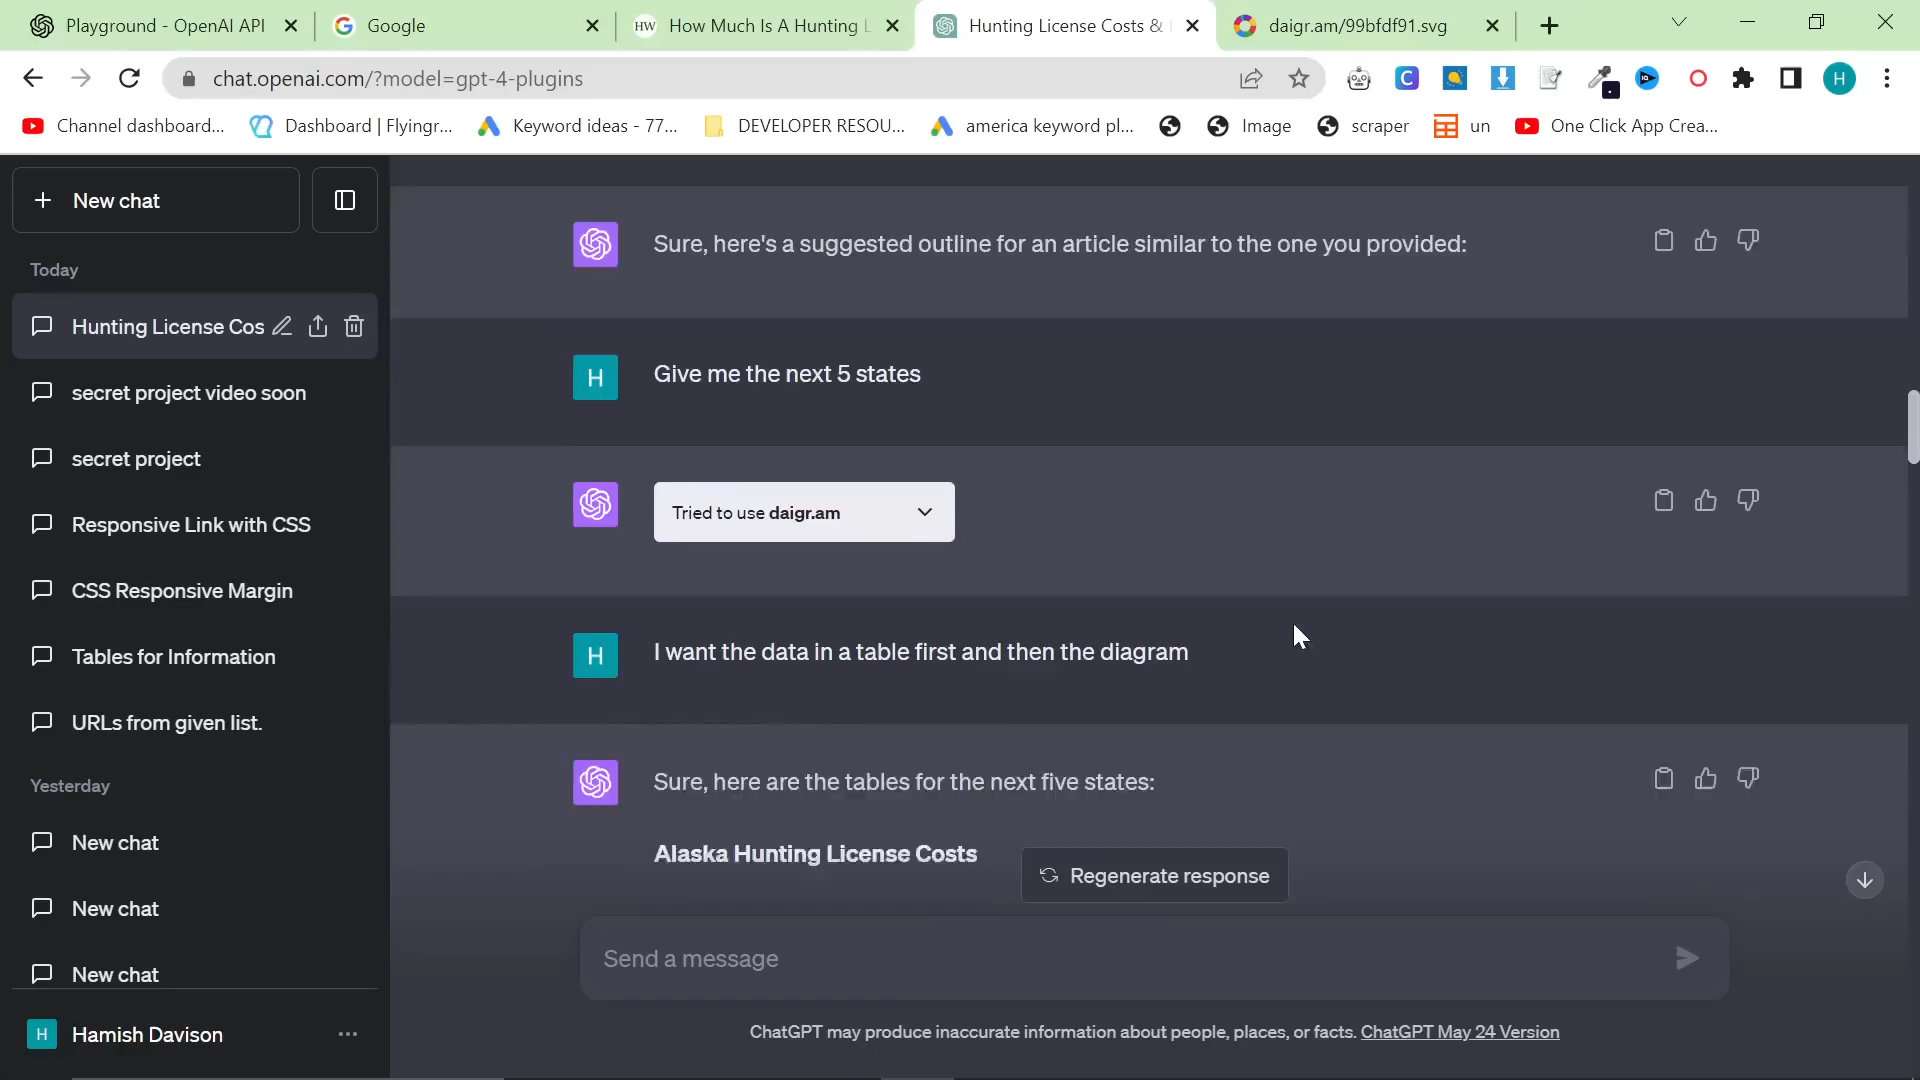 Playground - OpenAI API
Google
HW How Much Is A Hunting L
Hunting License Costs &
daigr.am/99bfdf91.svg
chat.openai.com/?model=gpt-4-plugins
H
Channel dashboard...
Dashboard | Flyingr...
Keyword ideas - 77...
DEVELOPER RESOU...
america keyword pl...
Image
scraper
un
One Click App Crea...
New chat
Today
Hunting License Cos
secret project video soon
secret project
Responsive Link with CSS
CSS Responsive Margin
Tables for Information
URLs from given list.
Yesterday
New chat
New chat
New chat
H Hamish Davison
Sure, here's a suggested outline for an article similar to the one you provided:
H Give me the next 5 states
Tried to use daigr.am
H I want the data in a table first and then the diagram
Sure, here are the tables for the next five states:
Alaska Hunting License Costs
Regenerate response
Send a message
ChatGPT may produce inaccurate information about people, places, or facts. ChatGPT May 24 Version